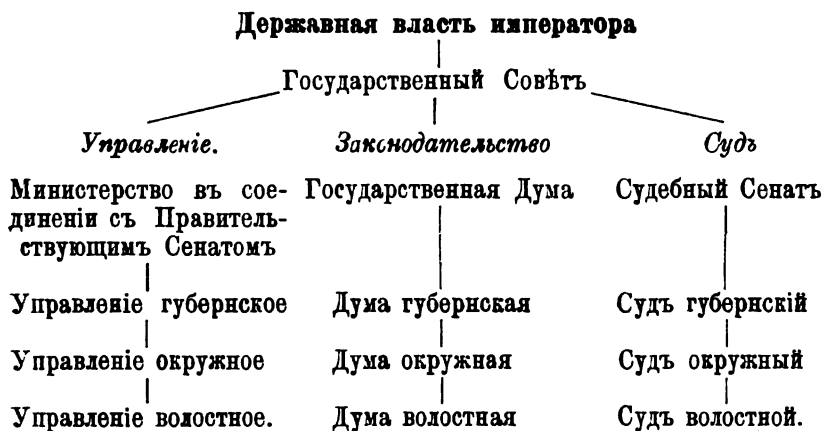 Державная власть императора
Государственный Совѣтъ
Управленіе. Законодательство Судъ
Министерство въ сое- Государственная Дума Судебный Сенатъ
диненіи съ Правитель-
ствующимъ Сенатомъ
Управленіе губернское Дума губернская Судъ губернскій
Управленіе окружное Дума окружная Судъ окружный
Управленіе волостное. Дума волостная Судъ волостной.